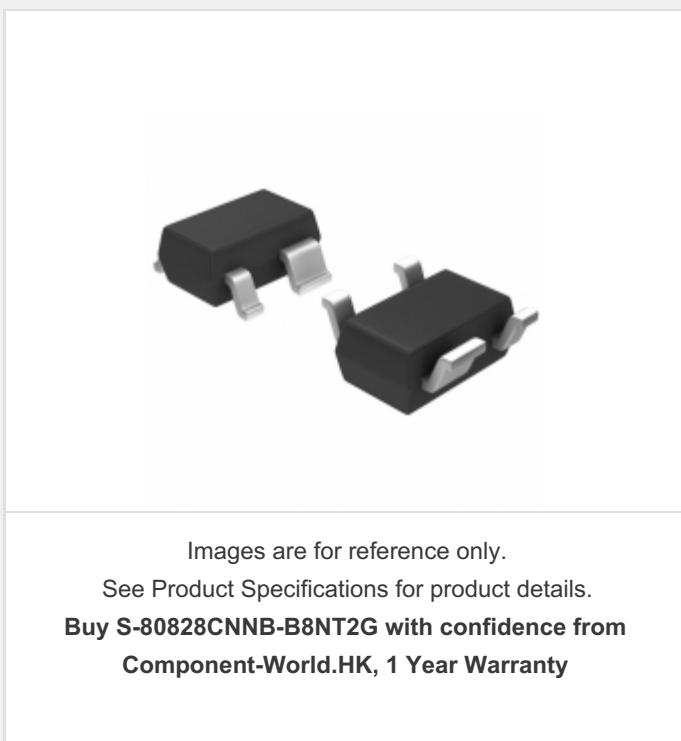 Images are for reference only.
See Product Specifications for product details.
Buy S-80828CNNB-B8NT2G with confidence from
Component-World.HK, 1 Year Warranty